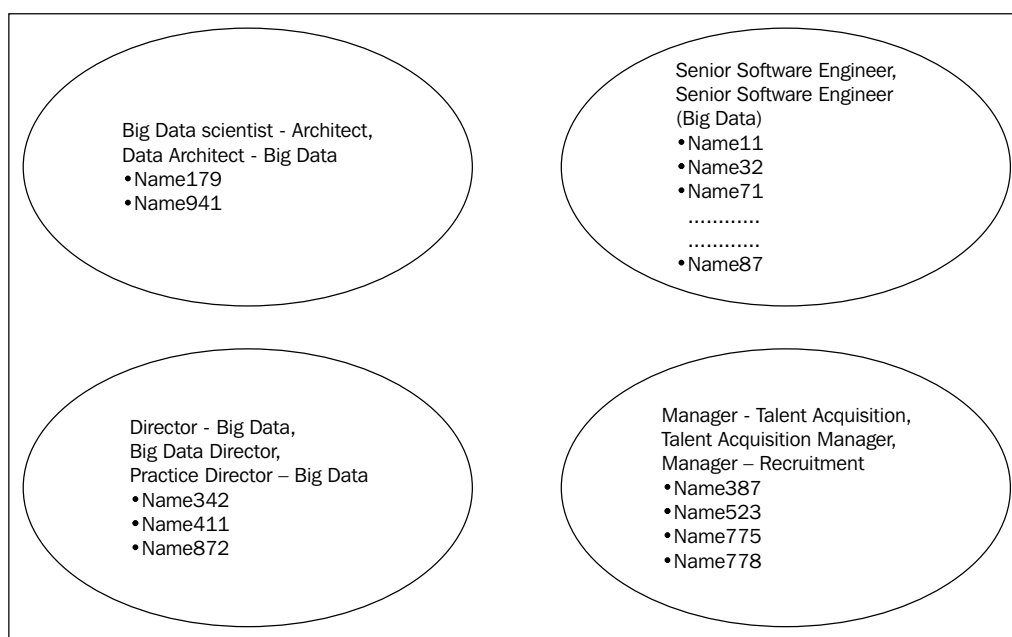 Big Data scientist - Architect,
Data Architect - Big Data
•Name179
•Name941
Senior Software Engineer,
Senior Software Engineer
(Big Data)
•Name11
•Name32
•Name71
............
............
•Name87
Director - Big Data,
Big Data Director,
Practice Director – Big Data
•Name342
•Name411
•Name872
Manager - Talent Acquisition,
Talent Acquisition Manager,
Manager – Recruitment
•Name387
•Name523
•Name775
•Name778